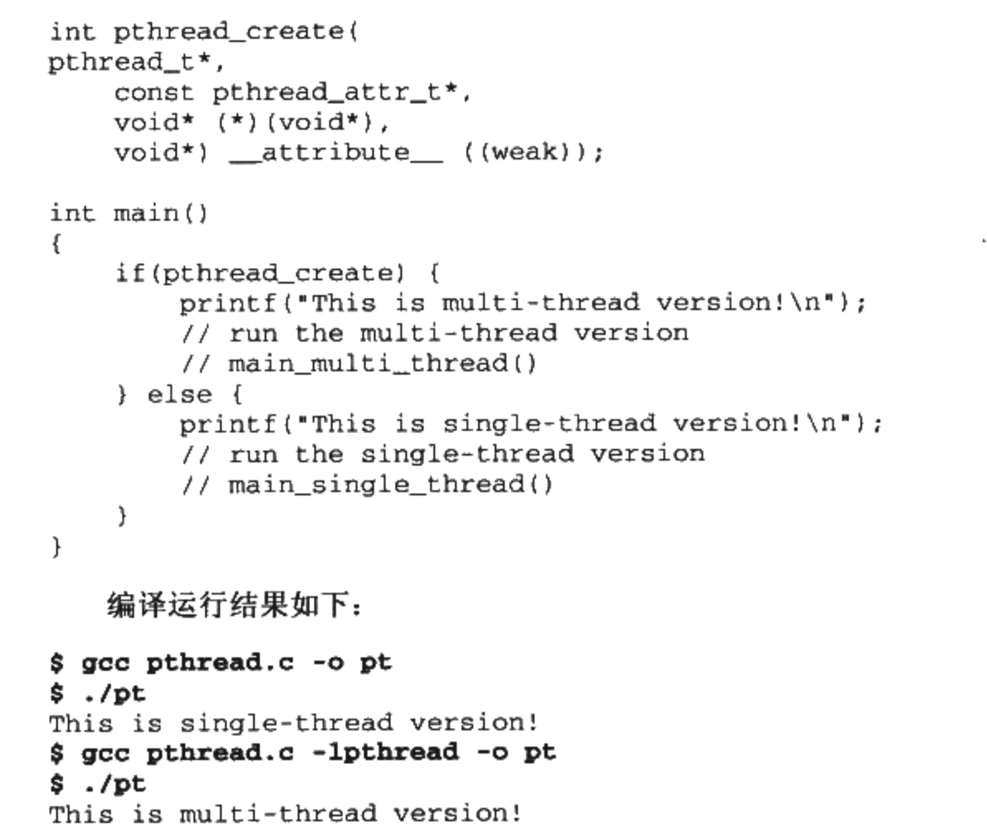 int pthread_create(
pthread_t*,
    const pthread_attr_t*,
    void* (*)(void*),
    void*) __attribute__ ((weak));

int main()
{
    if(pthread_create) {
        printf("This is multi-thread version!\n");
        // run the multi-thread version
        // main_multi_thread()
    } else {
        printf("This is single-thread version!\n");
        // run the single-thread version
        // main_single_thread()
    }
}

编译运行结果如下：

$ gcc pthread.c -o pt
$ ./pt
This is single-thread version!
$ gcc pthread.c -lpthread -o pt
$ ./pt
This is multi-thread version!